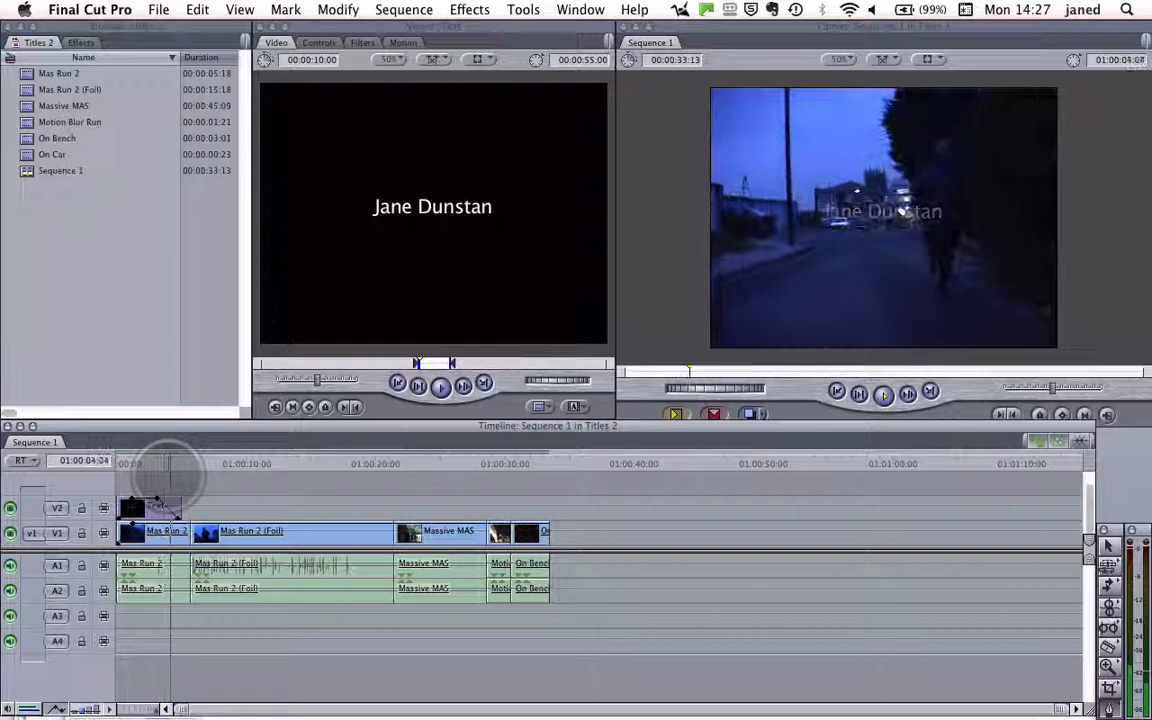 Final Cut Pro File Edit View Mark Modify Sequence Effects Tools Window Help (99%) Mon 14:27 janed
Titles 2 Effects
Name Duration
Mas Run 2 00:00:05:18
Mas Run 2 (Foil) 00:00:15:18
Massive MAS 00:00:45:09
Motion Blur Run 00:00:01:21
On Bench 00:00:03:01
On Car 00:00:00:23
Sequence 1 00:00:33:13
Video Controls Filters Motion
00:00:10:00 50% 00:00:55:00
Jane Dunstan
Sequence 1
00:00:33:13 50% 01:00:04:04
Jane Dunstan
Timeline: Sequence 1 in Titles 2
Sequence 1
RT 01:00:04:04 00:00 01:00:10:00 01:00:20:00 01:00:30:00 01:00:40:00 01:00:50:00 01:01:00:00 01:01:10:00
V2 Text
v1 V1 Mas Run 2 Mas Run 2 (Foil) Massive MAS
A1 Mas Run 2 Mas Run 2 (Foil) Massive MAS Moti On Benc
A2 Mas Run 2 Mas Run 2 (Foil) Massive MAS Moti On Benc
A3
A4